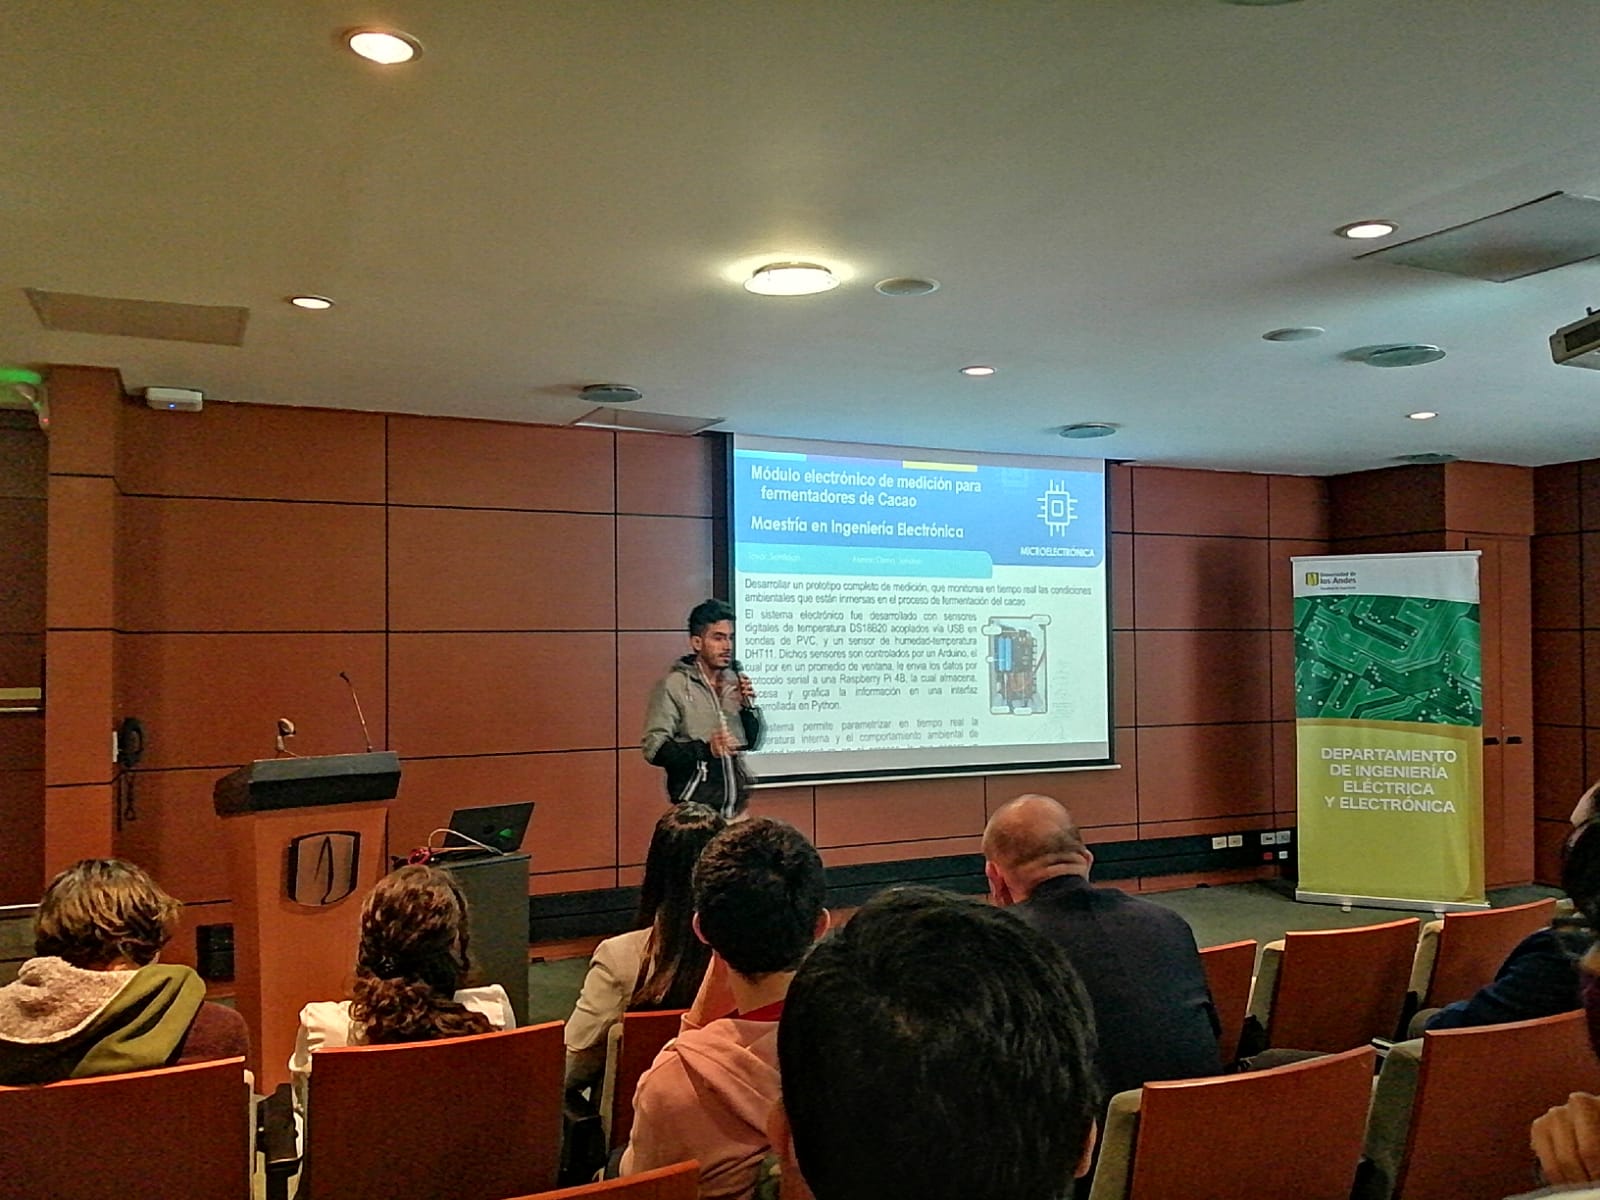 Módulo electrónico de medición para
fermentadores de Cacao
Maestría en Ingeniería Electrónica
MICROELECTRÓNICA
Desarrollar un prototipo completo de medición, que monitorea en tiempo real las condiciones
ambientales que están inmersas en el proceso de fermentación del cacao
El sistema electrónico fue desarrollado con sensores
digitales de temperatura DS18B20 acoplados vía USB en
sondas de PVC, y un sensor de humedad-temperatura
DHT11. Dichos sensores son controlados por un Arduino, el
cual por en un promedio de ventana, le envia los datos por
protocolo serial a una Raspberry Pi 4B, la cual almacena,
y grafica la información en una interfaz
en Python.
permite parametrizar en tiempo real la
interna y el comportamiento ambiental de
Universidad de
los Andes
DEPARTAMENTO
DE INGENIERÍA
ELÉCTRICA
Y ELECTRÓNICA